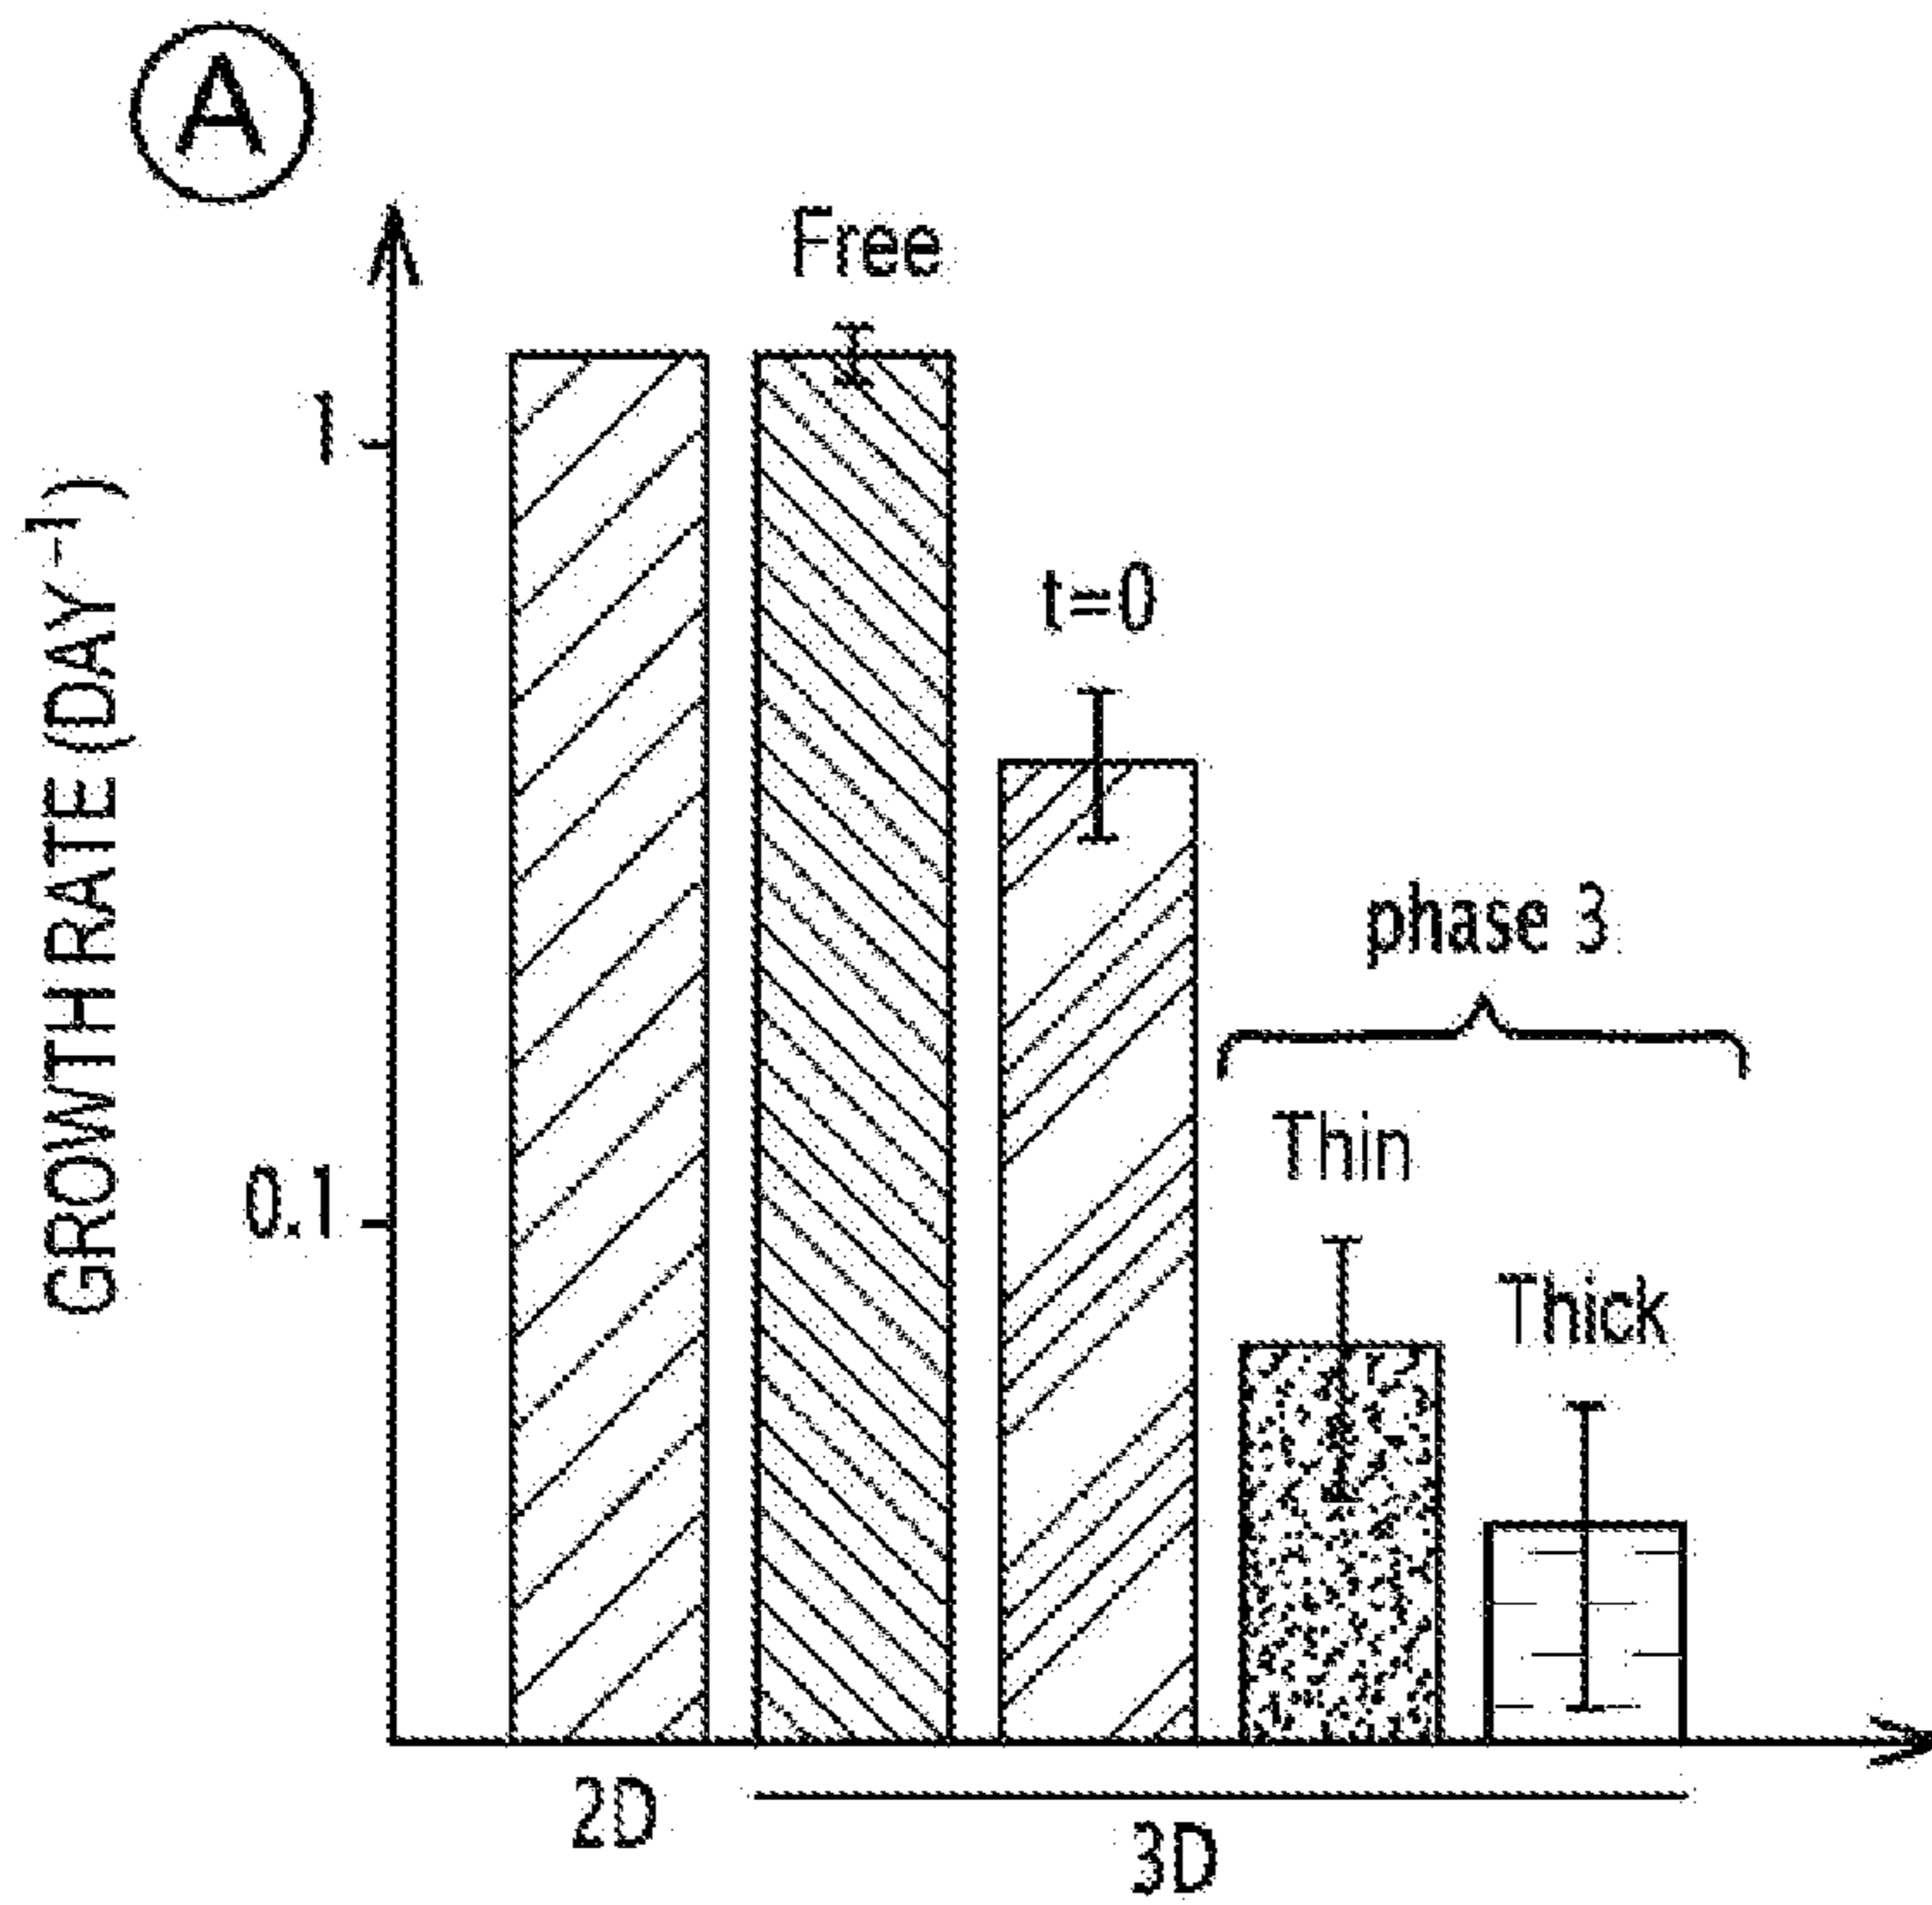 A
GROWTH RATE (DAY⁻¹)
1
0.1
Free
t=0
phase 3
Thin
Thick
2D
3D